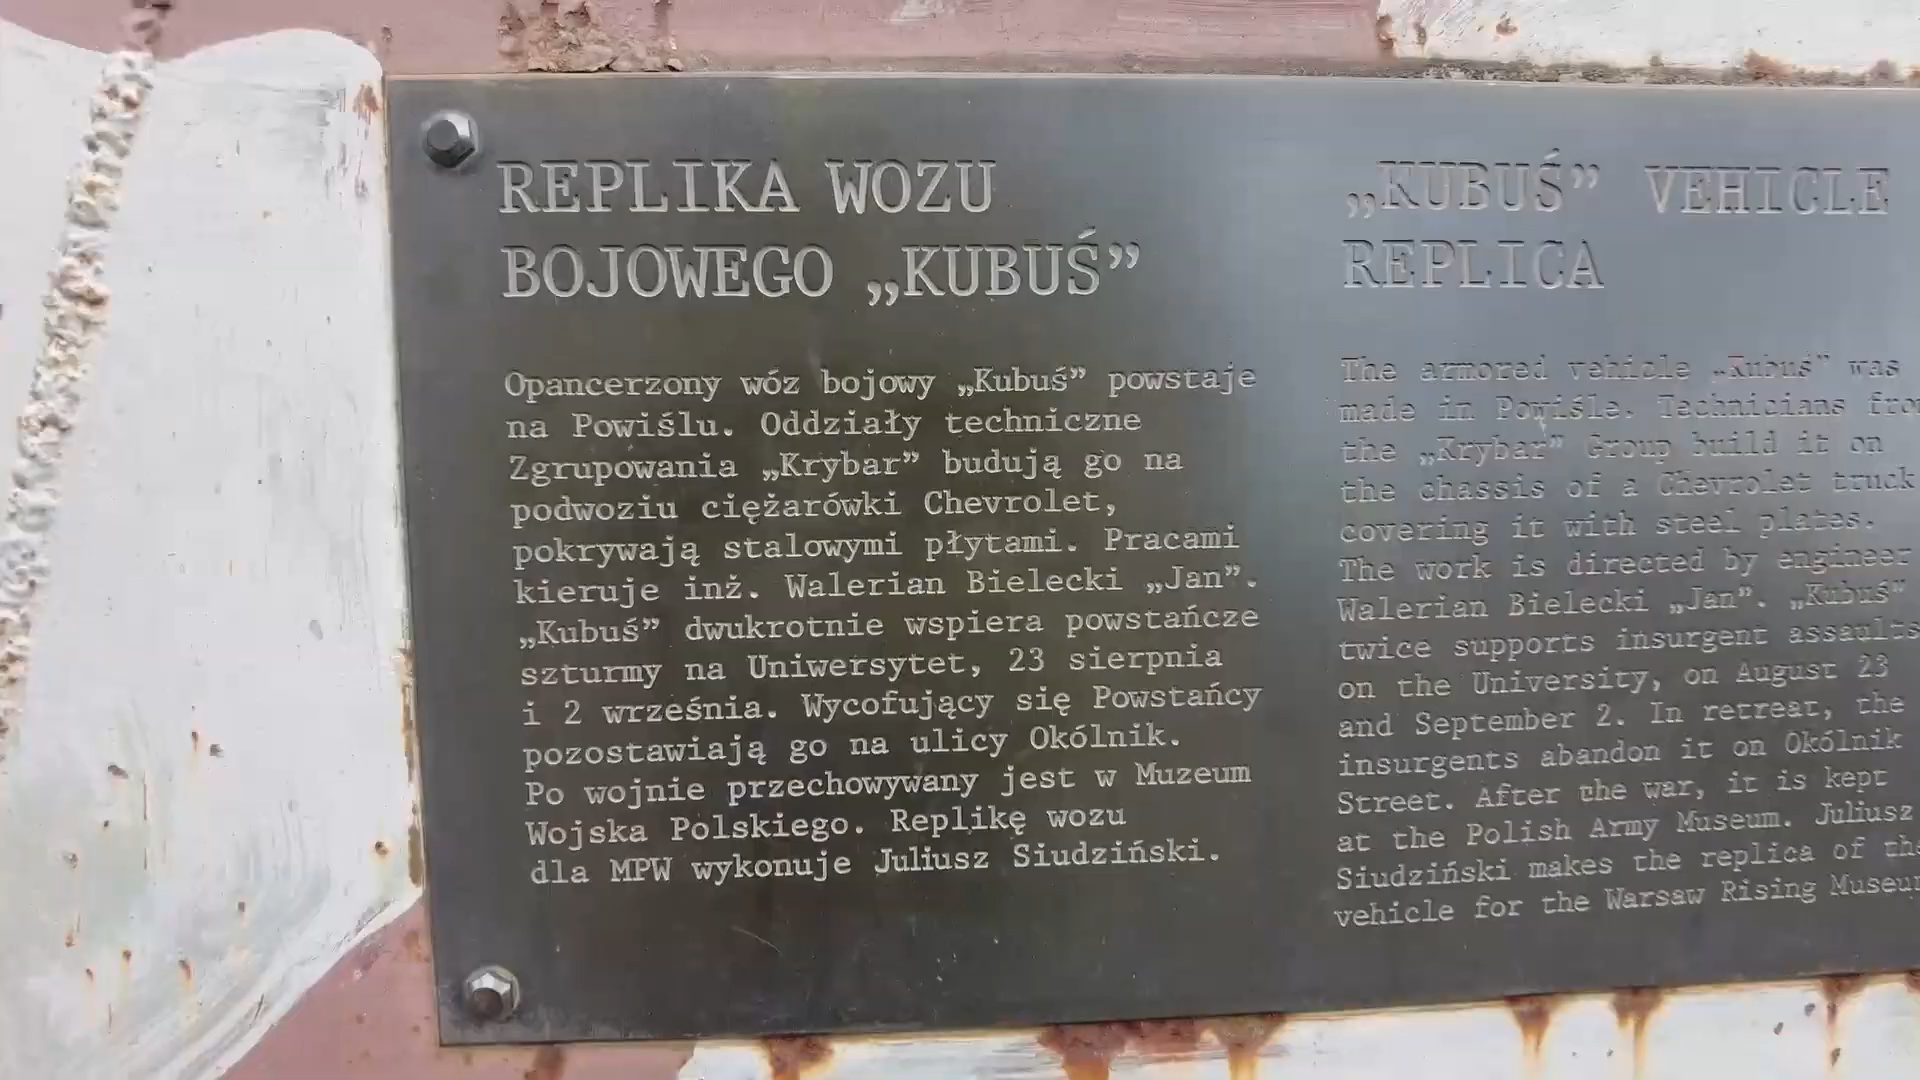 REPLIKA WOZU
BOJOWEGO „KUBUŚ”
Opancerzony wóz bojowy „Kubuś” powstaje
na Powiślu. Oddziały techniczne
Zgrupowania „Krybar” budują go na
podwoziu ciężarówki Chevrolet,
pokrywają stalowymi płytami. Pracami
kieruje inż. Walerian Bielecki „Jan”.
„Kubuś” dwukrotnie wspiera powstańcze
szturmy na Uniwersytet, 23 sierpnia
i 2 września. Wycofujący się Powstańcy
pozostawiają go na ulicy Okólnik.
Po wojnie przechowywany jest w Muzeum
Wojska Polskiego. Replikę wozu
dla MPW wykonuje Juliusz Siudziński.
„KUBUŚ” VEHICLE
REPLICA
The armored vehicle „Kubuś” was
made in Powiśle. Technicians
the „Krybar” Group build it on
the chassis of a Chevrolet truck
covering it with steel plates.
The work is directed by engineer
Walerian Bielecki „Jan”. „Kubuś”
twice supports insurgent assaults
on the University, on August 23
and September 2. In retreat, the
insurgents abandon it on Okólnik
Street. After the war, it is kept
at the Polish Army Museum. Juliusz
Siudziński makes the replica of the
vehicle for the Warsaw Rising